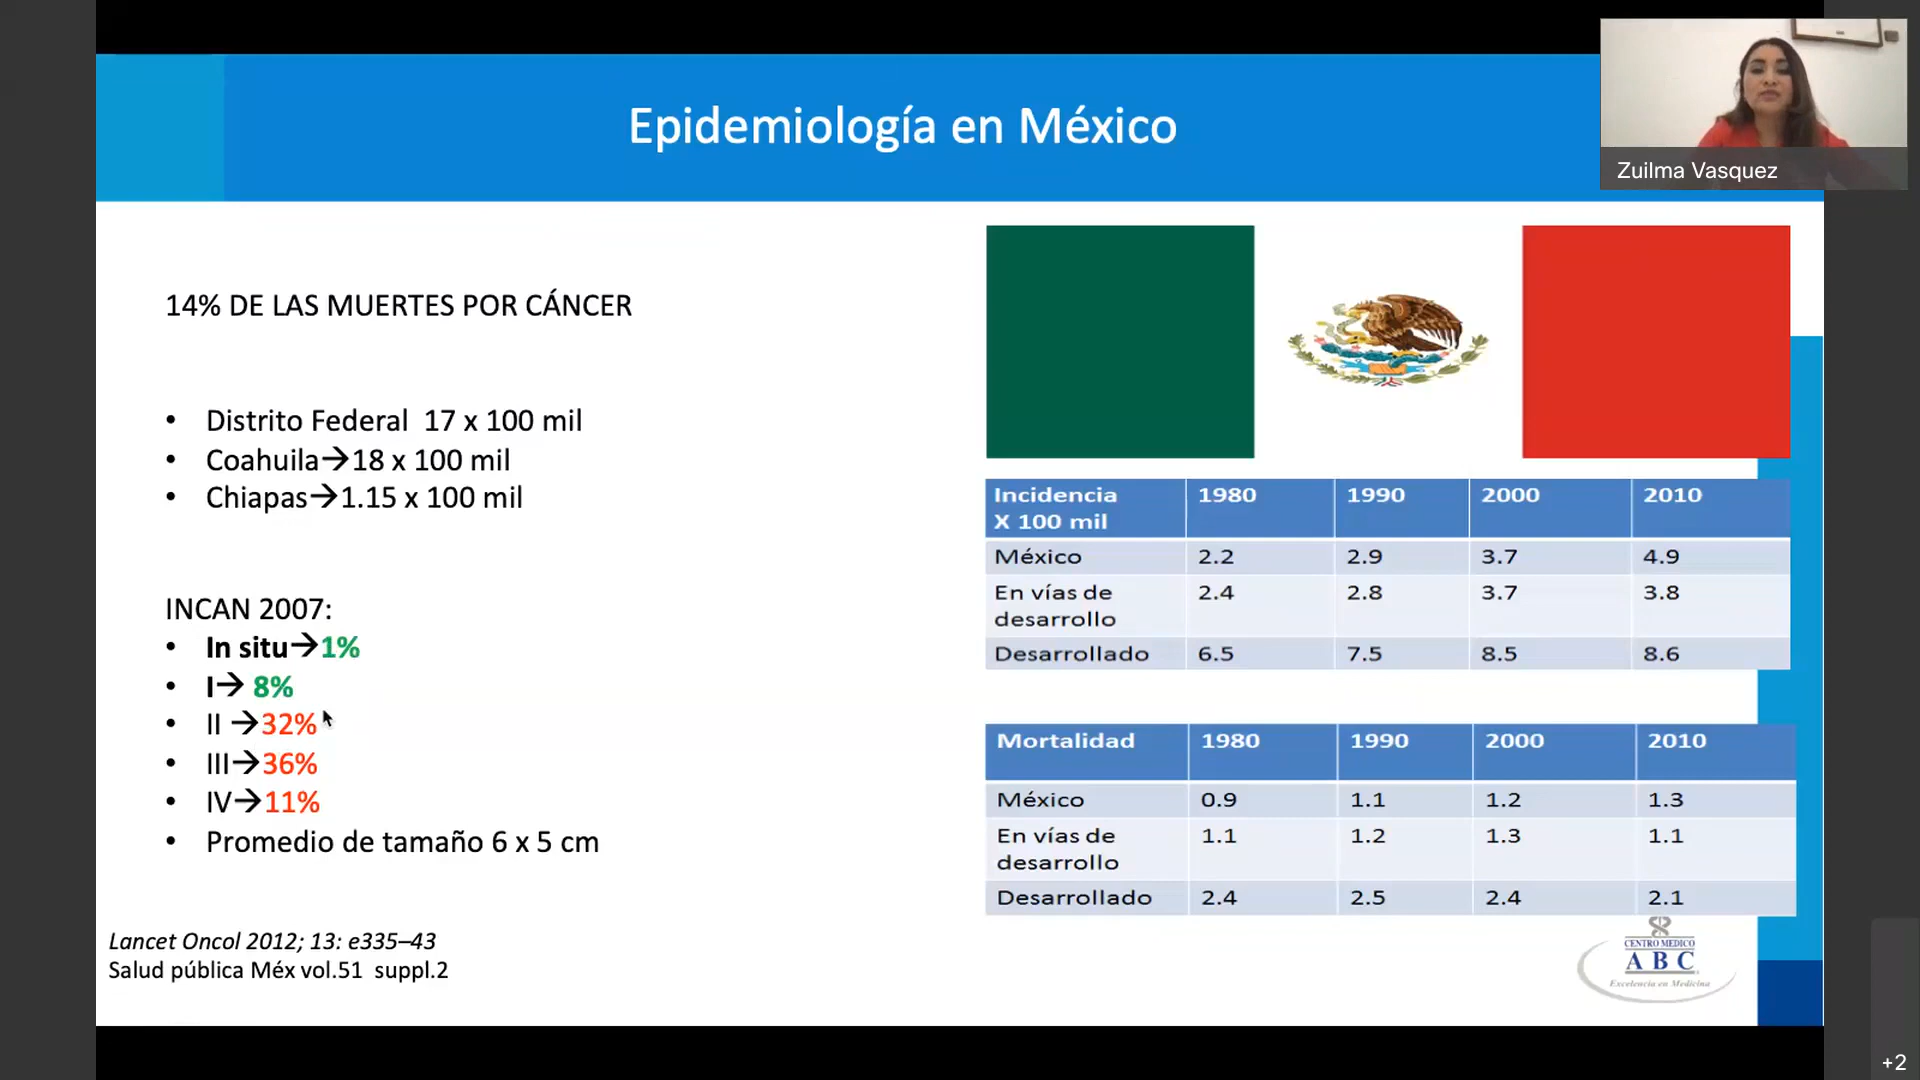 Epidemiología en México
Zuilma Vasquez
14% DE LAS MUERTES POR CÁNCER
• Distrito Federal 17 x 100 mil
• Coahuila→18 x 100 mil
• Chiapas→1.15 x 100 mil
INCAN 2007:
• In situ→1%
• I→ 8%
• II →32%
• III→36%
• IV→11%
• Promedio de tamaño 6 x 5 cm
Lancet Oncol 2012; 13: e335–43
Salud pública Méx vol.51 suppl.2
Incidencia X 100 mil 1980 1990 2000 2010
México 2.2 2.9 3.7 4.9
En vías de desarrollo 2.4 2.8 3.7 3.8
Desarrollado 6.5 7.5 8.5 8.6
Mortalidad 1980 1990 2000 2010
México 0.9 1.1 1.2 1.3
En vías de desarrollo 1.1 1.2 1.3 1.1
Desarrollado 2.4 2.5 2.4 2.1
CENTRO MEDICO
A B C
Excelencia en Medicina
+2